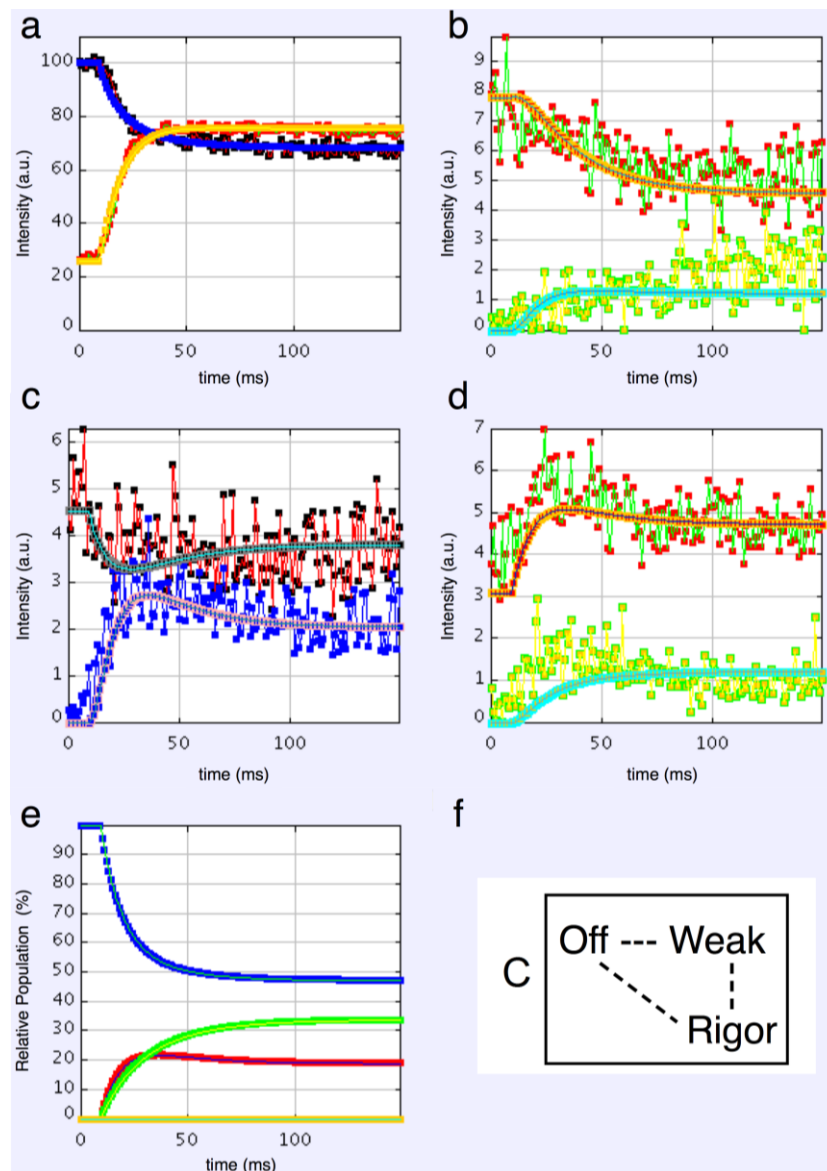 a
100
80
60
40
20
0
Intensity (a.u.)
0 50 100
time (ms)
b
9
8
7
6
5
4
3
2
1
0
Intensity (a.u.)
0 50 100
time (ms)
c
6
5
4
3
2
1
0
Intensity (a.u.)
0 50 100
time (ms)
d
7
6
5
4
3
2
1
0
Intensity (a.u.)
0 50 100
time (ms)
e
90
80
70
60
50
40
30
20
10
0
Relative Population (%)
0 50 100
time (ms)
f
Off --- Weak
C
Rigor